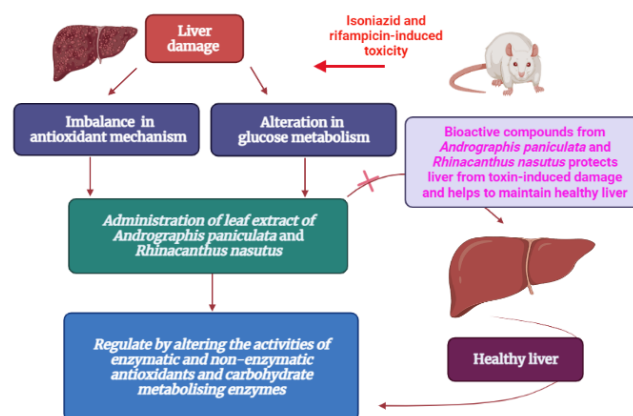 Liver
damage
Isoniazid and
rifampicin-induced
toxicity
Imbalance in
antioxidant mechanism
Alteration in
glucose metabolism
Bioactive compounds from
Andrographis paniculata and
Rhinacanthus nasutus protects
liver from toxin-induced damage
and helps to maintain healthy liver
Administration of leaf extract of
Andrographis paniculata and
Rhinacanthus nasutus
Regulate by altering the activities of
enzymatic and non-enzymatic
antioxidants and carbohydrate
metabolising enzymes
Healthy liver